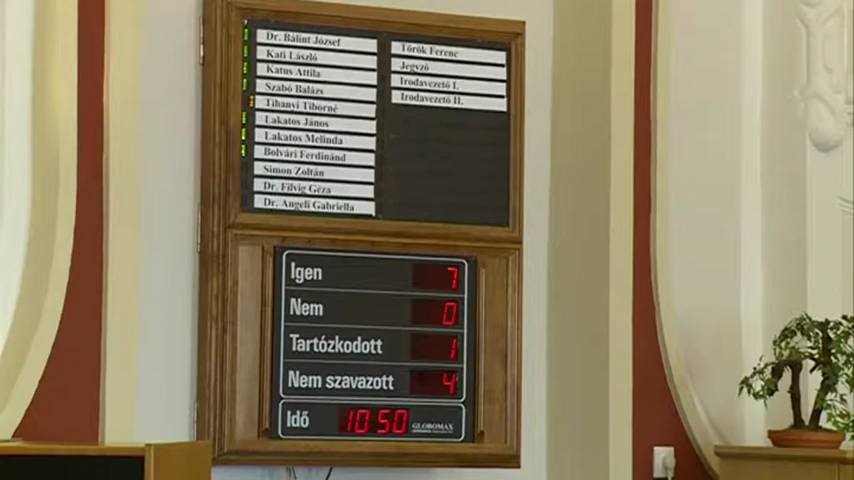 Dr. Bálint József
Kati László
Katus Attila
Szabó Balázs
Tihanyi Tiborné
Lakatos János
Lakatos Melinda
Bolvári Ferdinánd
Simon Zoltán
Dr. Filvig Géza
Dr. Angeli Gabriella
Török Ferenc
Jegyző
Irodavezető I.
Irodavezető II.
Igen 7
Nem 0
Tartózkodott 1
Nem szavazott 4
Idő 10:50 GLOBOMAX